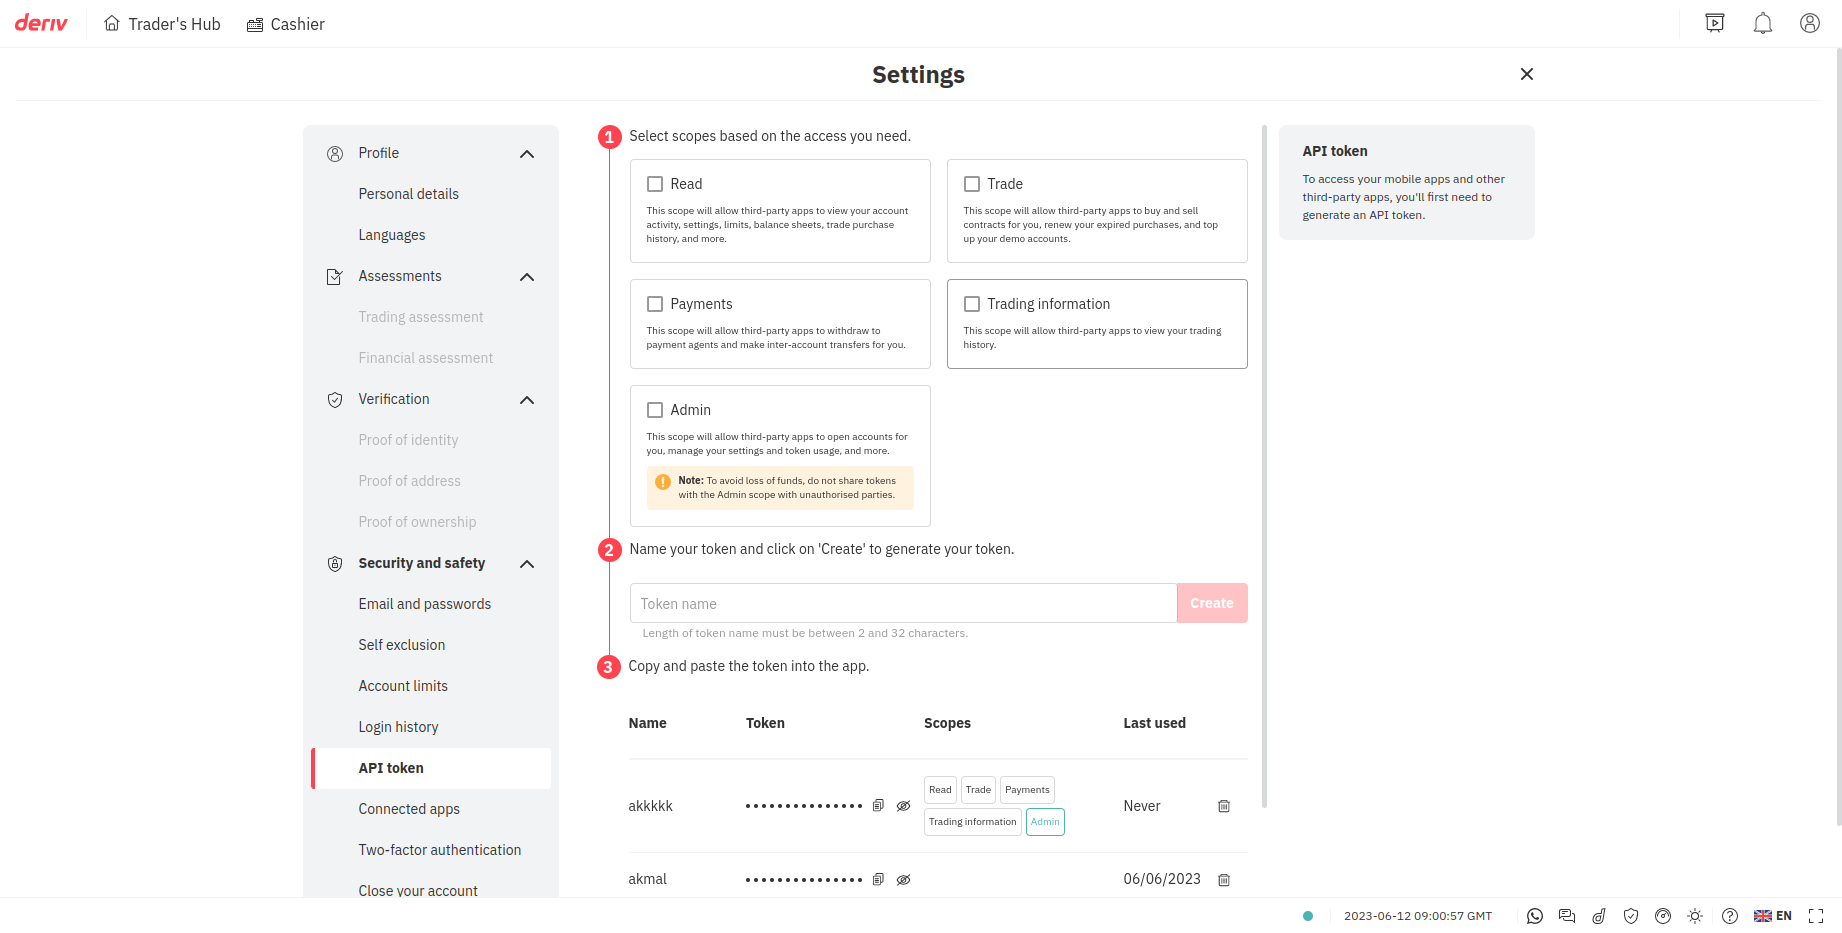 deriv
Trader's Hub
Cashier
Settings
Profile
Personal details
Languages
Assessments
Trading assessment
Financial assessment
Verification
Proof of identity
Proof of address
Proof of ownership
Security and safety
Email and passwords
Self exclusion
Account limits
Login history
API token
Connected apps
Two-factor authentication
Close your account
1 Select scopes based on the access you need.
Read
This scope will allow third-party apps to view your account
activity, settings, limits, balance sheets, trade purchase
history, and more.
Trade
This scope will allow third-party apps to buy and sell
contracts for you, renew your expired purchases, and top
up your demo accounts.
Payments
This scope will allow third-party apps to withdraw to
payment agents and make inter-account transfers for you.
Trading information
This scope will allow third-party apps to view your trading
history.
Admin
This scope will allow third-party apps to open accounts for
you, manage your settings and token usage, and more.
Note: To avoid loss of funds, do not share tokens
with the Admin scope with unauthorised parties.
2 Name your token and click on 'Create' to generate your token.
Token name
Create
Length of token name must be between 2 and 32 characters.
3 Copy and paste the token into the app.
Name Token Scopes Last used
akkkkk
Read Trade Payments
Trading information Admin
Never
akmal
06/06/2023
API token
To access your mobile apps and other
third-party apps, you'll first need to
generate an API token.
2023-06-12 09:00:57 GMT
EN